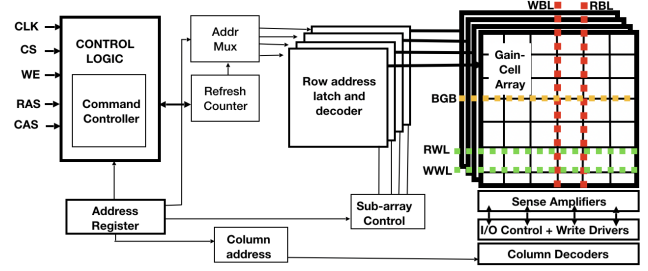 WBL
RBL
CLK
CS
WE
RAS
CAS
CONTROL
LOGIC
Command
Controller
Addr
Mux
Refresh
Counter
Row address
latch and
decoder
Gain-
Cell
Array
BGB
RWL
WWL
Address
Register
Sub-array
Control
Column
address
Sense Amplifiers
I/O Control + Write Drivers
Column Decoders